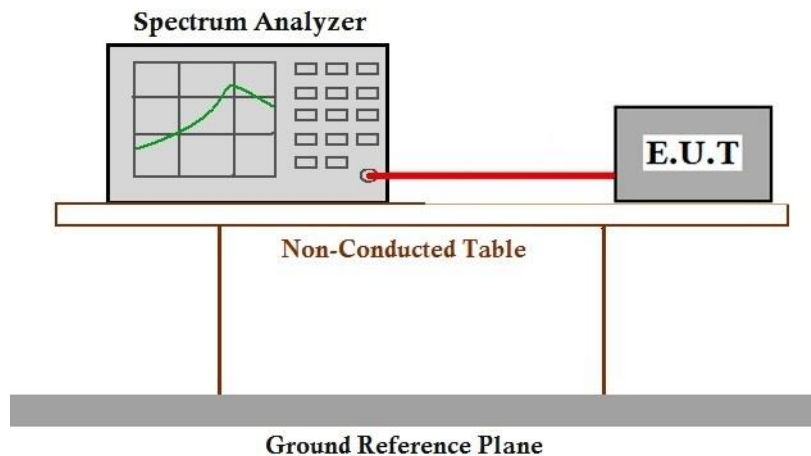 Spectrum Analyzer
E.U.T
Non-Conducted Table
Ground Reference Plane